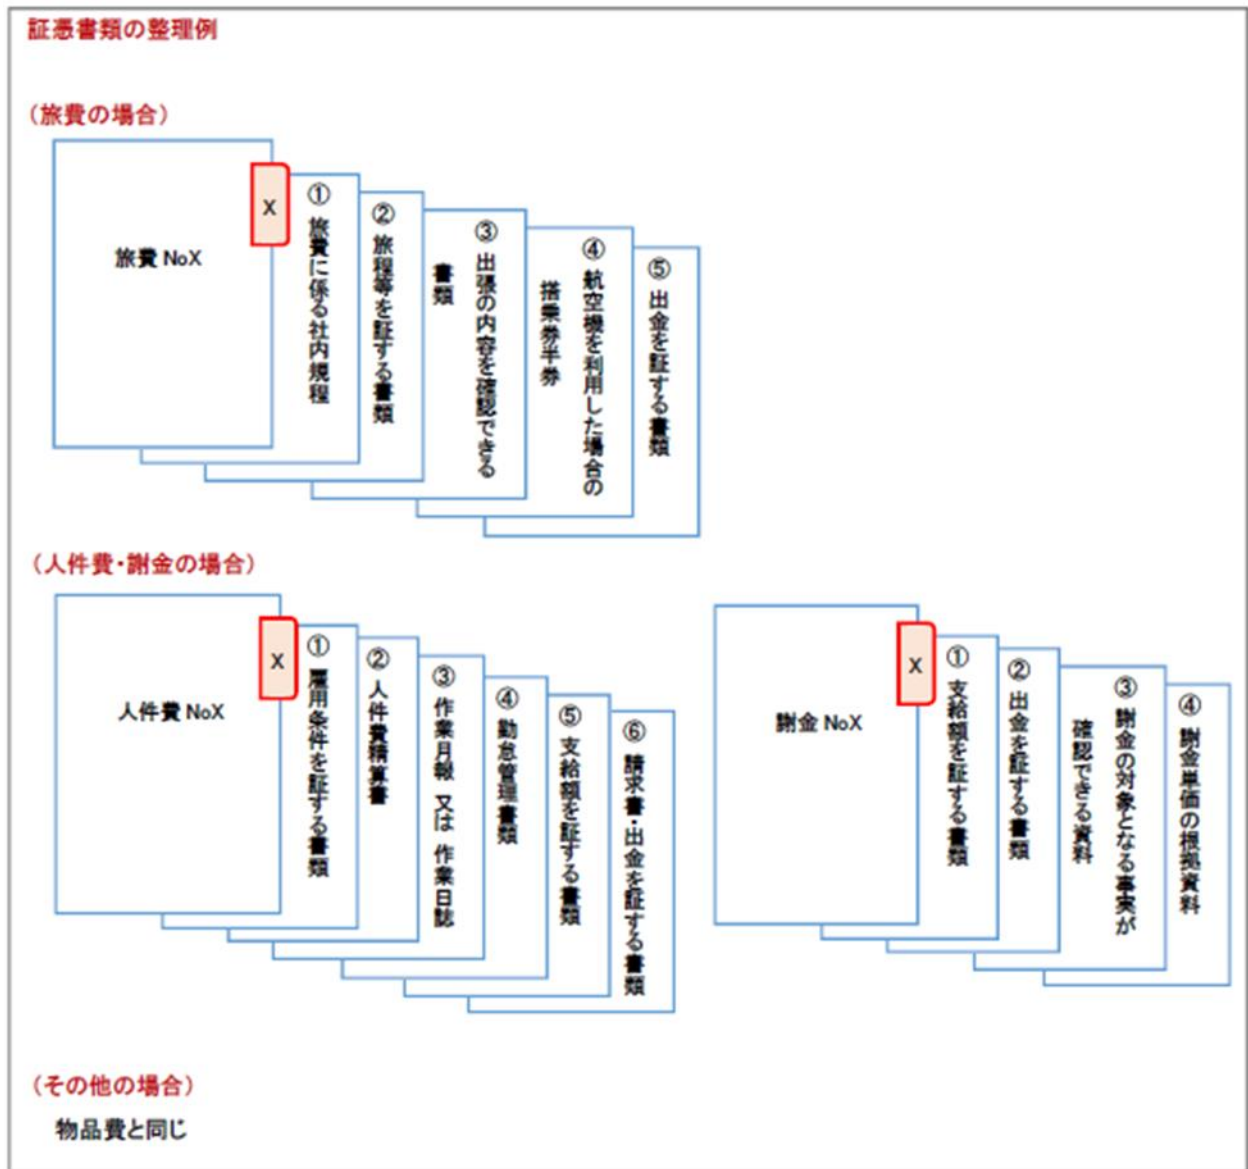 証憑書類の整理例
（旅費の場合）
旅費 NoX
X
① 旅費に係る社内規程
② 旅程等を証する書類
③ 出張の内容を確認できる
書類
④ 航空機を利用した場合の
搭乗券半券
⑤ 出金を証する書類
（人件費・謝金の場合）
人件費 NoX
X
① 雇用条件を証する書類
② 人件費精算書
③ 作業月報 又は 作業日誌
④ 勤怠管理書類
⑤ 支給額を証する書類
⑥ 請求書・出金を証する書類
謝金 NoX
X
① 支給額を証する書類
② 出金を証する書類
③ 謝金の対象となる事実が
確認できる資料
④ 謝金単価の根拠資料
（その他の場合）
物品費と同じ